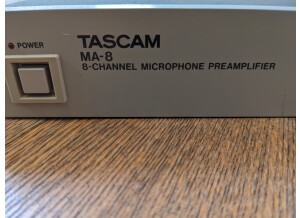 POWER
TASCAM
MA-8
8-CHANNEL MICROPHONE PREAMPLIFIER